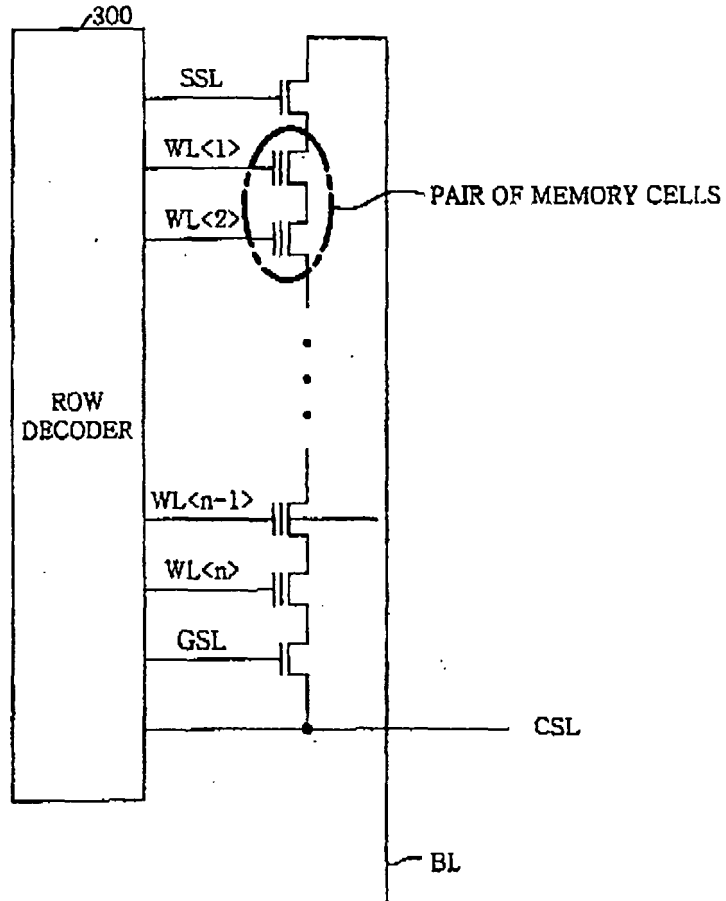 300
SSL
WL<1>
PAIR OF MEMORY CELLS
WL<2>
ROW
DECODER
WL<n-1>
WL<n>
GSL
CSL
BL